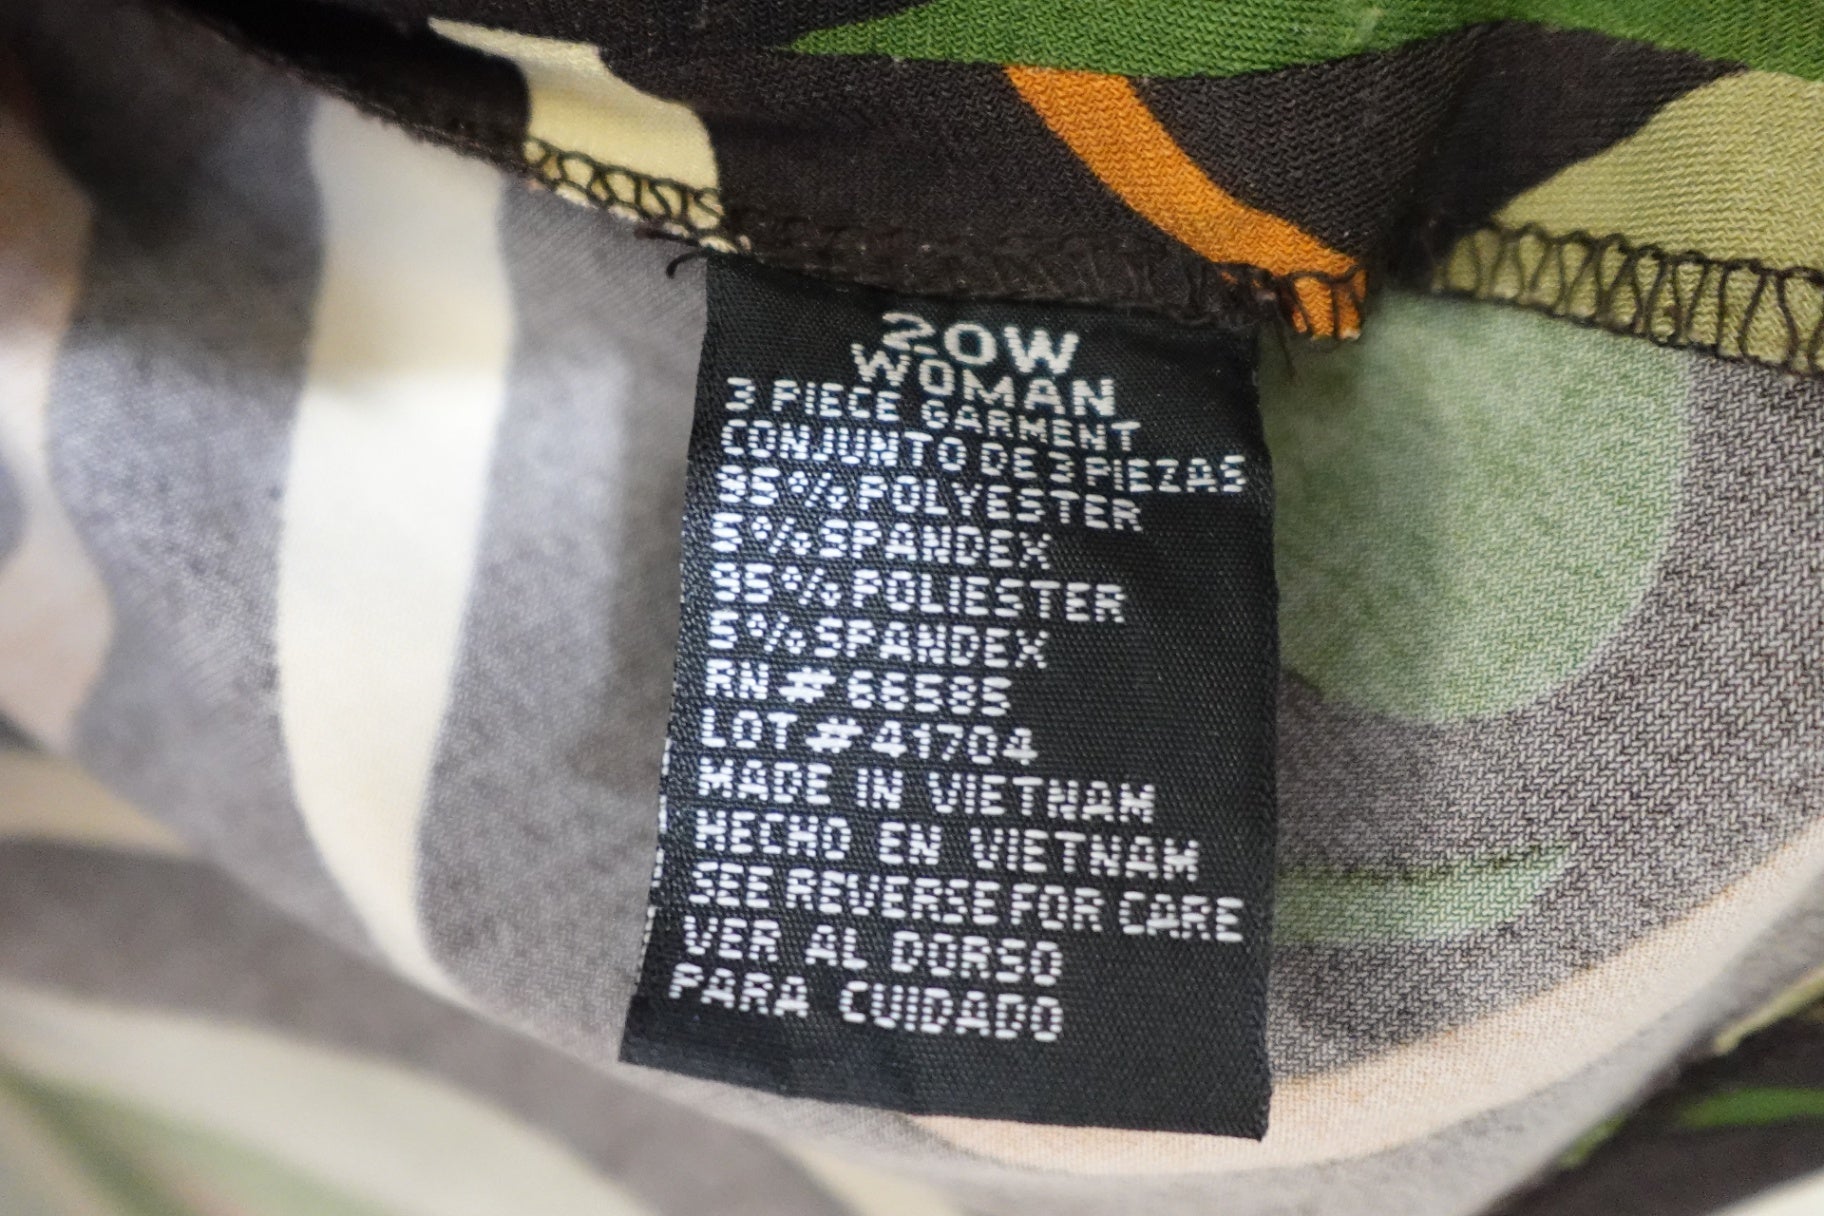 20W
WOMAN
3 PIECE GARMENT
CONJUNTO DE 3 PIEZAS
95% POLYESTER
5% SPANDEX
95% POLIESTER
5% SPANDEX
RN # 66585
LOT # 41704
MADE IN VIETNAM
HECHO EN VIETNAM
SEE REVERSE FOR CARE
VER AL DORSO
PARA CUIDADO